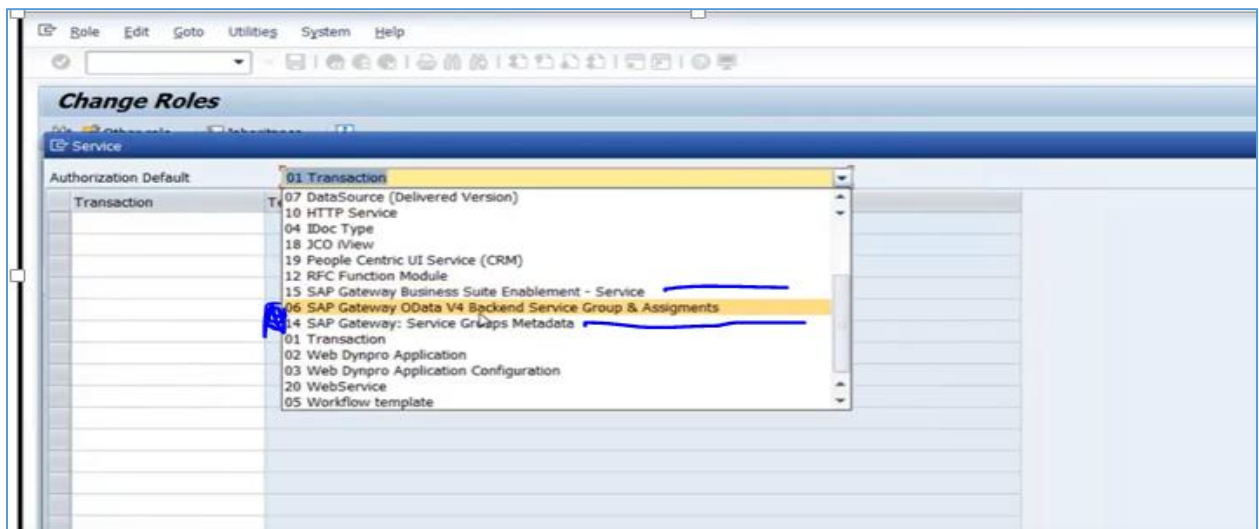 Role Edit Goto Utilities System Help
Change Roles
Other role Inheritance
Service
Authorization Default 01 Transaction
Transaction
07 DataSource (Delivered Version)
10 HTTP Service
04 IDoc Type
18 JCO iView
19 People Centric UI Service (CRM)
12 RFC Function Module
15 SAP Gateway Business Suite Enablement - Service
06 SAP Gateway OData V4 Backend Service Group & Assigments
14 SAP Gateway: Service Groups Metadata
01 Transaction
02 Web Dynpro Application
03 Web Dynpro Application Configuration
20 WebService
05 Workflow template